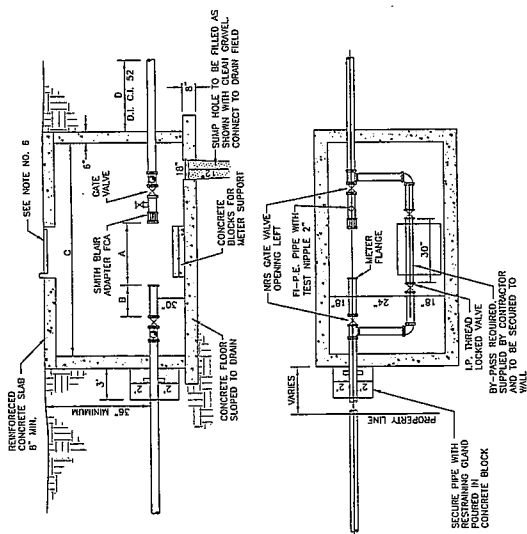 REINFORECED
CONCRETE SLAB
8" MIN.
SEE NOTE NO. 6
36" MINIMUM
3'
2'
2'
C
6"
B
A
30"
SMITH BLAIR
ADAPTER FCA
GATE
VALVE
D
D.I. C.I. 52
18"
8"
CONCRETE FLOOR
SLOPED TO DRAIN
CONCRETE
BLOCKS FOR
METER SUPPORT
SUMP HOLE TO BE FILLED AS
SHOWN WITH CLEAN GRAVEL.
CONNECT TO DRAIN FIELD
VARIES
PROPERTY LINE
2'
2'
NRS GATE VALVE
OPENING LEFT
FI-P.E. PIPE WITH
TEST NIPPLE 2"
METER
FLANGE
18"
24"
18"
30"
SECURE PIPE WITH
RESTRAINING GLAND
POURED IN
CONCRETE BLOCK
I.P. THREAD
LOCKED VALVE
BY-PASS REQUIRED,
SUPPLIED BY CONTRACTOR
AND TO BE SECURED TO
WALL